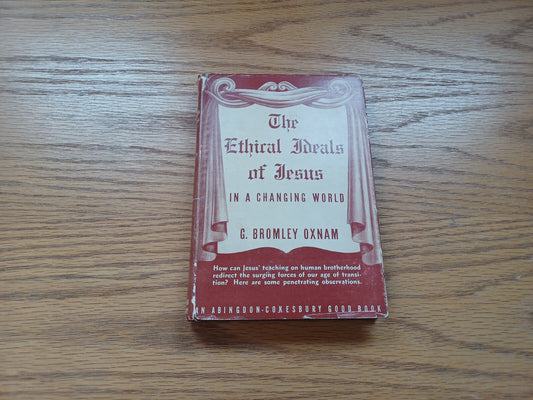 The
Ethical Ideals
of Jesus
IN A CHANGING WORLD
G. BROMLEY OXNAM
How can Jesus' teaching on human brotherhood
redirect the surging forces of our age of transi-
tion? Here are some penetrating observations.
AN ABINGDON-COKESBURY GOOD BOOK